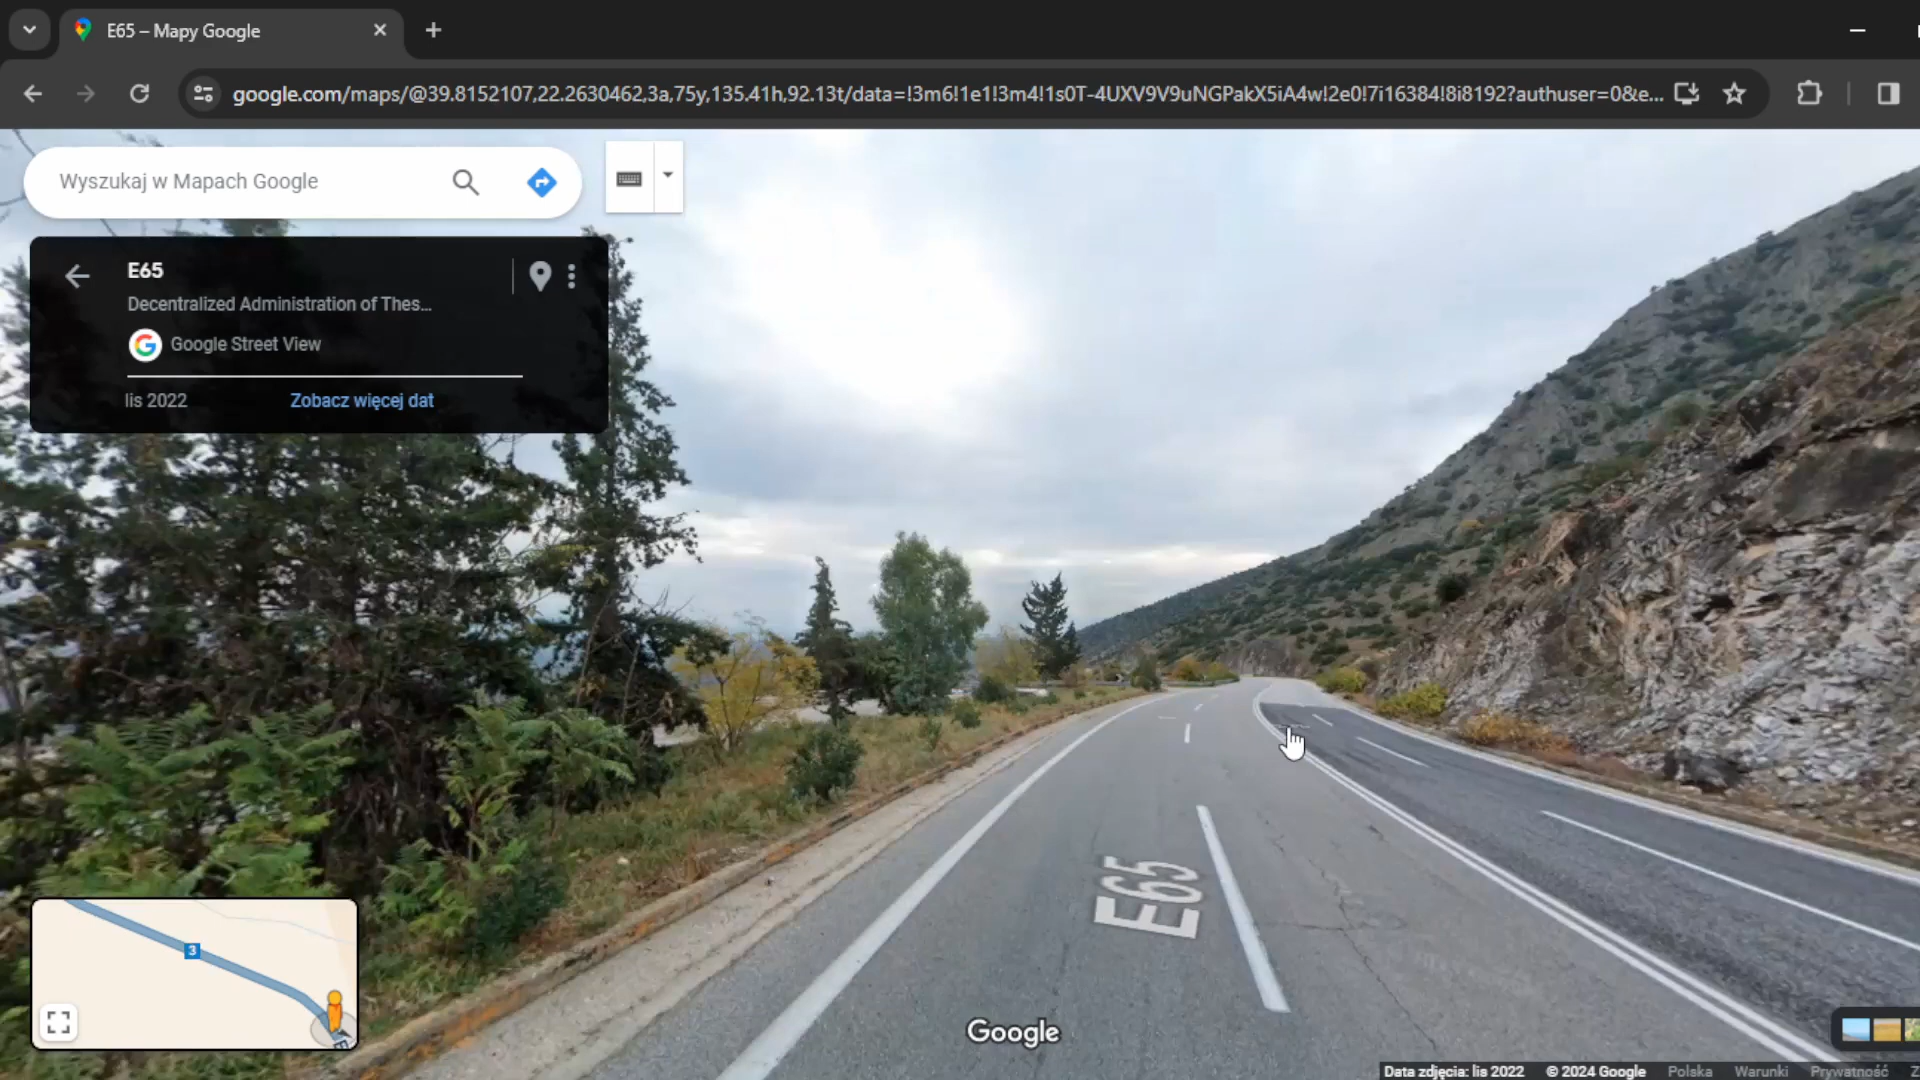 E65 – Mapy Google
google.com/maps/@39.8152107,22.2630462,3a,75y,135.41h,92.13t/data=!3m6!1e1!3m4!1s0T-4UXV9V9uNGPakX5iA4w!2e0!7i16384!8i8192?authuser=0&e...
Wyszukaj w Mapach Google
E65
Decentralized Administration of Thes...
Google Street View
lis 2022 Zobacz więcej dat
E65
3
Google
Data zdjęcia: lis 2022 © 2024 Google Polska Warunki Prywatność Z